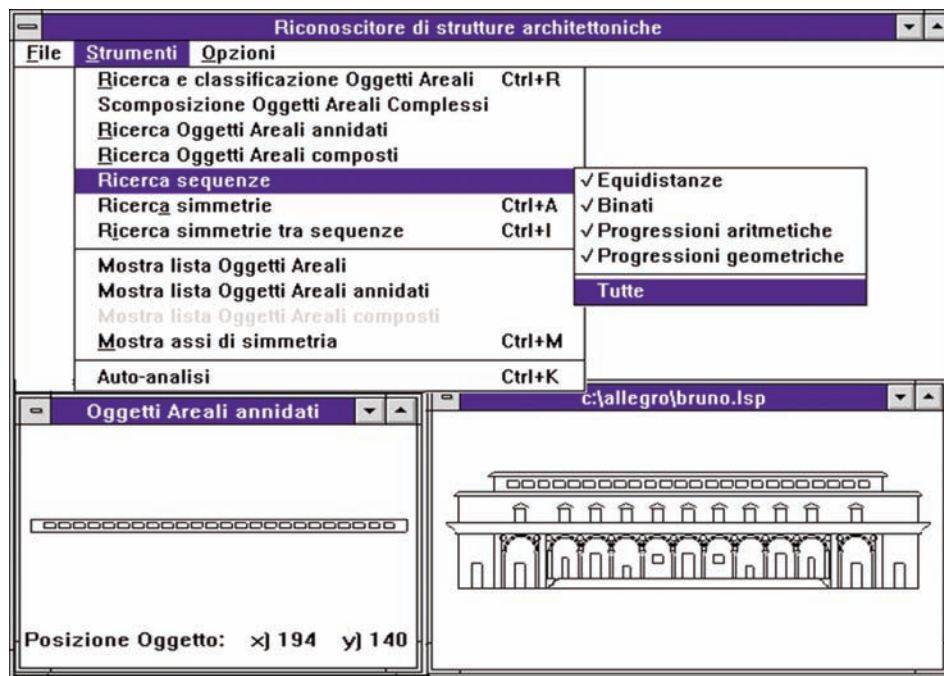 Riconoscitore di strutture architettoniche
File Strumenti Opzioni
Ricerca e classificazione Oggetti Areali Ctrl+R
Scomposizione Oggetti Areali Complessi
Ricerca Oggetti Areali annidati
Ricerca Oggetti Areali composti
Ricerca sequenze
Ricerca simmetrie Ctrl+A
Ricerca simmetrie tra sequenze Ctrl+I
Mostra lista Oggetti Areali
Mostra lista Oggetti Areali annidati
Mostra lista Oggetti Areali composti
Mostra assi di simmetria Ctrl+M
Auto-analisi Ctrl+K
✓ Equidistanze
✓ Binati
✓ Progressioni aritmetiche
✓ Progressioni geometriche
Tutte
Oggetti Areali annidati
Posizione Oggetto: x) 194 y) 140
c:\allegro\bruno.lsp